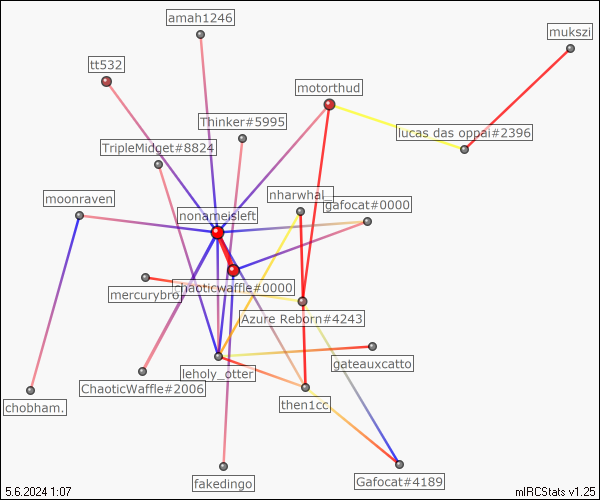 amah1246
mukszi
tt532
motorthud
Thinker#5995
lucas das oppai#2396
TripleMidget#8824
nharwhal_
moonraven
gafocat#0000
nonameisleft
chaoticwaffle#0000
mercurybro
Azure Reborn#4243
gateauxcatto
leholy_otter
ChaoticWaffle#2006
then1cc
chobham.
Gafocat#4189
fakedingo
5.6.2024 1:07
mIRCStats v1.25